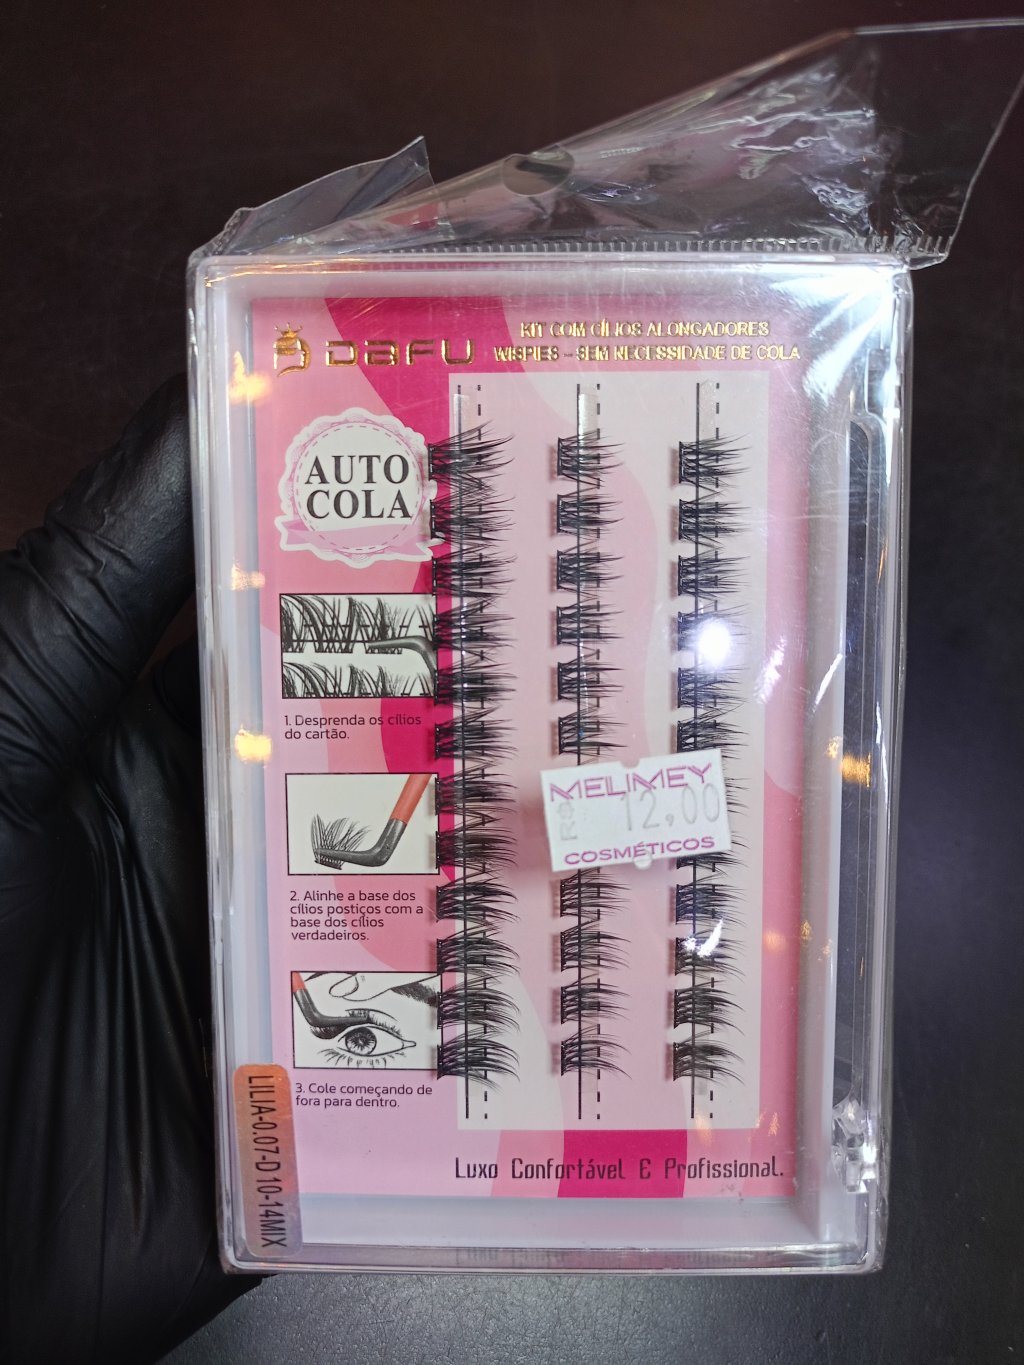 DAFU
KIT COM CÍLIOS ALONGADORES
WISPIES - SEM NECESSIDADE DE COLA
AUTO
COLA
1. Desprenda os cílios
do cartão.
2. Alinhe a base dos
cílios postiços com a
base dos cílios
verdadeiros.
3. Cole começando de
fora para dentro.
MELIMEY
R$ 12,00
COSMÉTICOS
LILIA-0.07-D 10-14MIX
Luxo Confortável E Profissional.